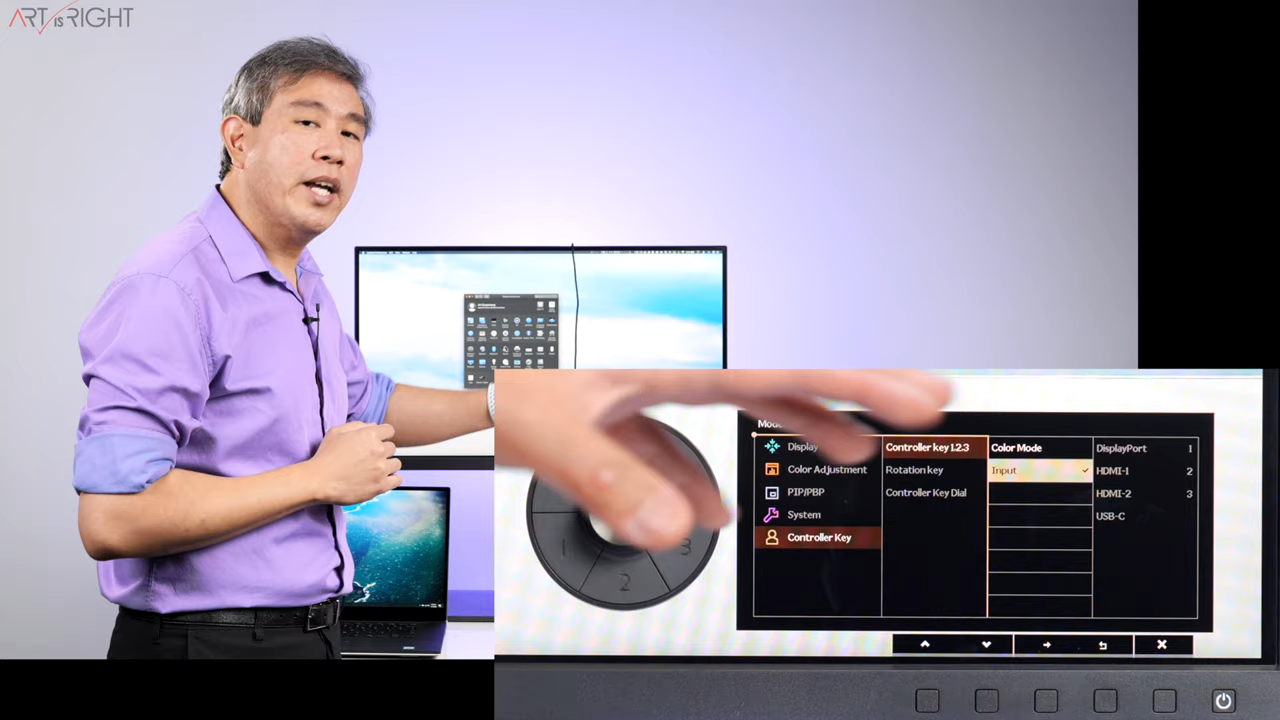 ART is RIGHT
Display
Color Adjustment
PIP/PBP
System
Controller Key
Controller key 1.2.3
Rotation key
Controller Key Dial
Color Mode
Input
DisplayPort 1
HDMI-1 2
HDMI-2 3
USB-C
1
2
3